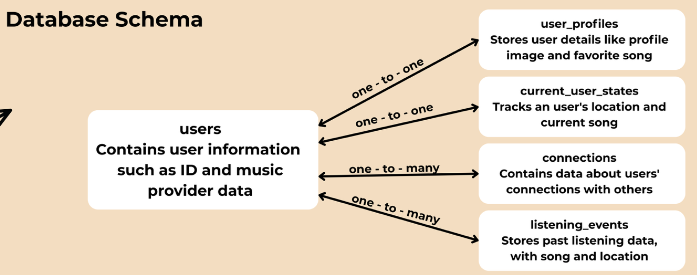 Database Schema
users
Contains user information
such as ID and music
provider data
one - to - one
one - to - one
one - to - many
one - to - many
user_profiles
Stores user details like profile
image and favorite song
current_user_states
Tracks an user's location and
current song
connections
Contains data about users'
connections with others
listening_events
Stores past listening data,
with song and location